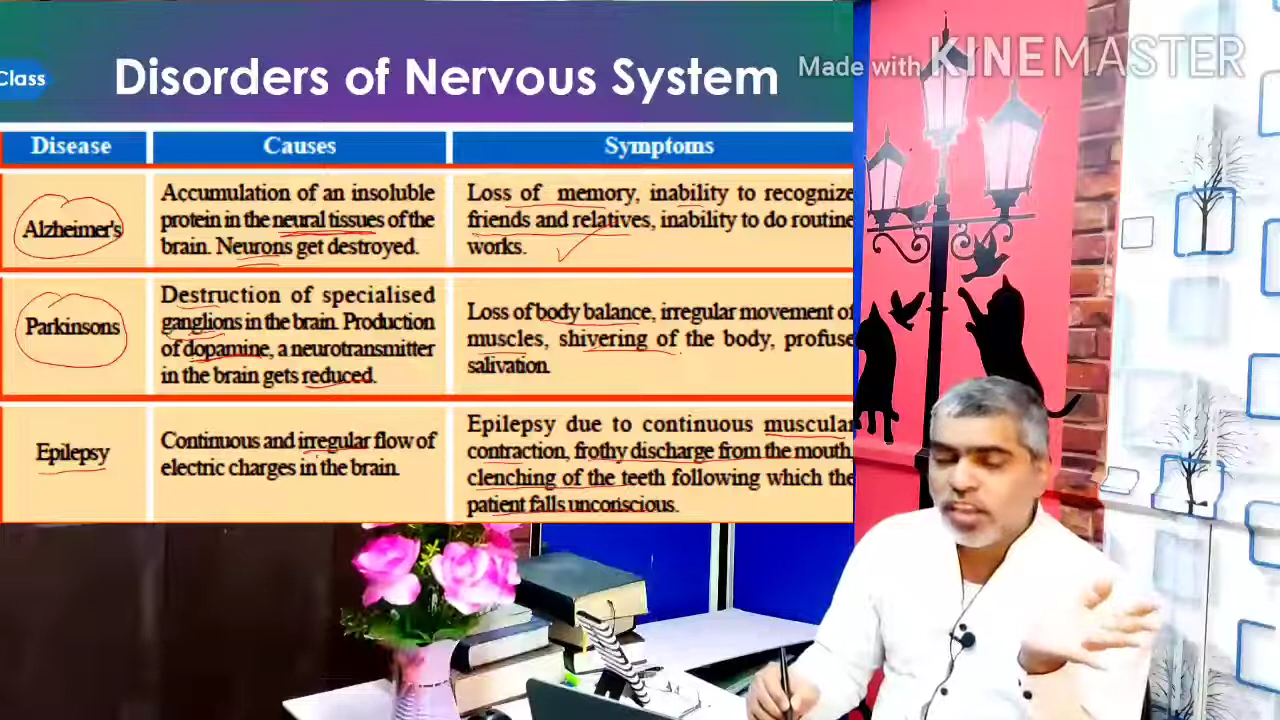 Class
Disorders of Nervous System
Made with KINEMASTER
Disease
Causes
Symptoms
Alzheimer's
Accumulation of an insoluble
protein in the neural tissues of the
brain. Neurons get destroyed.
Loss of memory, inability to recognize
friends and relatives, inability to do routine
works.
Parkinsons
Destruction of specialised
ganglions in the brain. Production
of dopamine, a neurotransmitter
in the brain gets reduced.
Loss of body balance, irregular movement of
muscles, shivering of the body, profuse
salivation.
Epilepsy
Continuous and irregular flow of
electric charges in the brain.
Epilepsy due to continuous muscular
contraction, frothy discharge from the mouth,
clenching of the teeth following which the
patient falls unconscious.